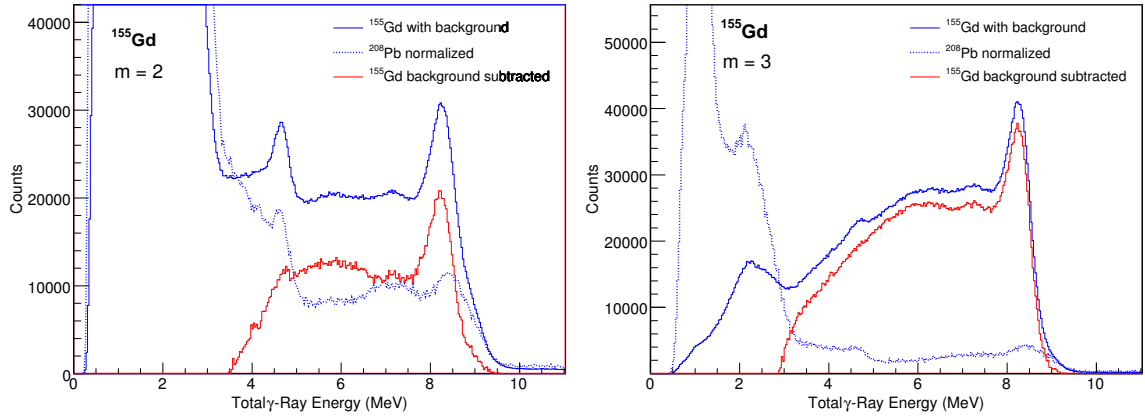 155Gd
m = 2
155Gd with background
208Pb normalized
155Gd background subtracted
Counts
40000
30000
20000
10000
0
0 2 4 6 8 10
Totalγ-Ray Energy (MeV)
155Gd
m = 3
155Gd with background
208Pb normalized
155Gd background subtracted
Counts
50000
40000
30000
20000
10000
0
0 2 4 6 8 10
Totalγ-Ray Energy (MeV)